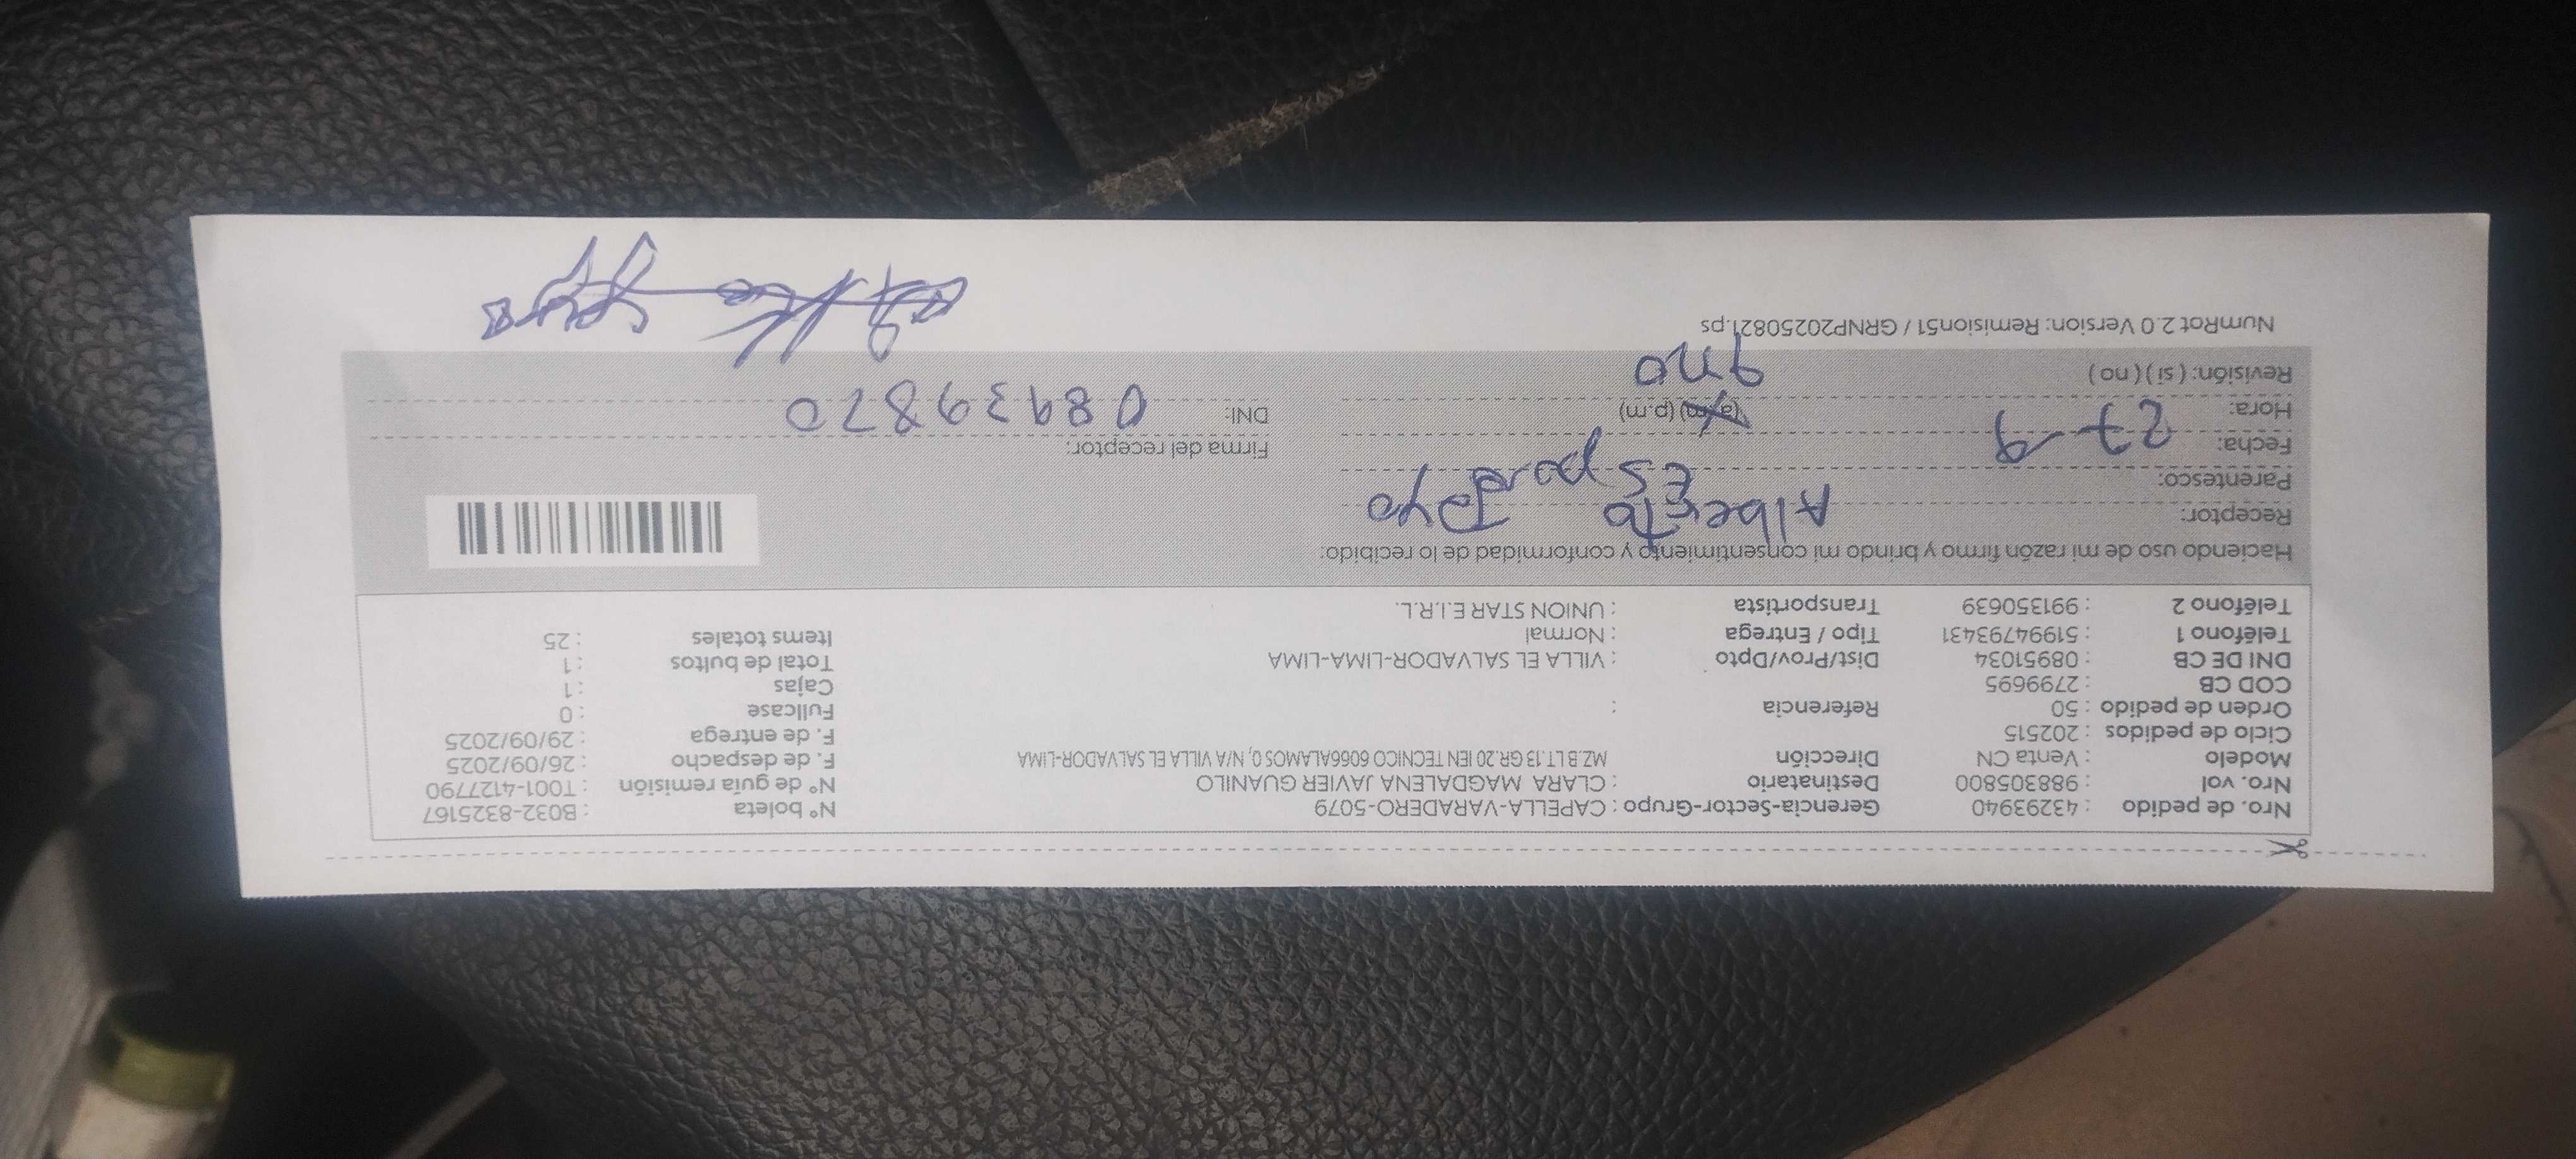 Nro. de pedido : 43293940 Gerencia-Sector-Grupo : CAPELLA-VARADERO-5079 N° boleta : B032-8325167
Nro. vol : 988305800 Destinatario : CLARA MAGDALENA JAVIER GUANILO N° de guía remisión : T001-4127790
Modelo : Venta CN Dirección MZ B LT. 13 GR. 20 IEN TECNICO 6066ALAMOS 0, N/A VILLA EL SALVADOR-LIMA F. de despacho : 26/09/2025
Ciclo de pedidos : 202515 F. de entrega : 29/09/2025
Orden de pedido : 50 Referencia : Fullcase : 0
COD CB : 2799695 Cajas : 1
DNI DE CB : 08951034 Dist/Prov/Dpto : VILLA EL SALVADOR-LIMA-LIMA Total de bultos : 1
Teléfono 1 : 51994793431 Tipo / Entrega : Normal Items totales : 25
Teléfono 2 : 991350639 Transportista : UNION STAR E.I.R.L.
Haciendo uso de mi razón firmo y brindo mi consentimiento y conformidad de lo recibido:
Receptor: Alberto
Parentesco: Esposo
Fecha: 27-9 Firma del receptor:
Hora: (a.m) (p.m) DNI: 08939870
Revisión: ( si ) ( no )
NumRot 2.0 Version: Remision51 / GRNP20250821.ps